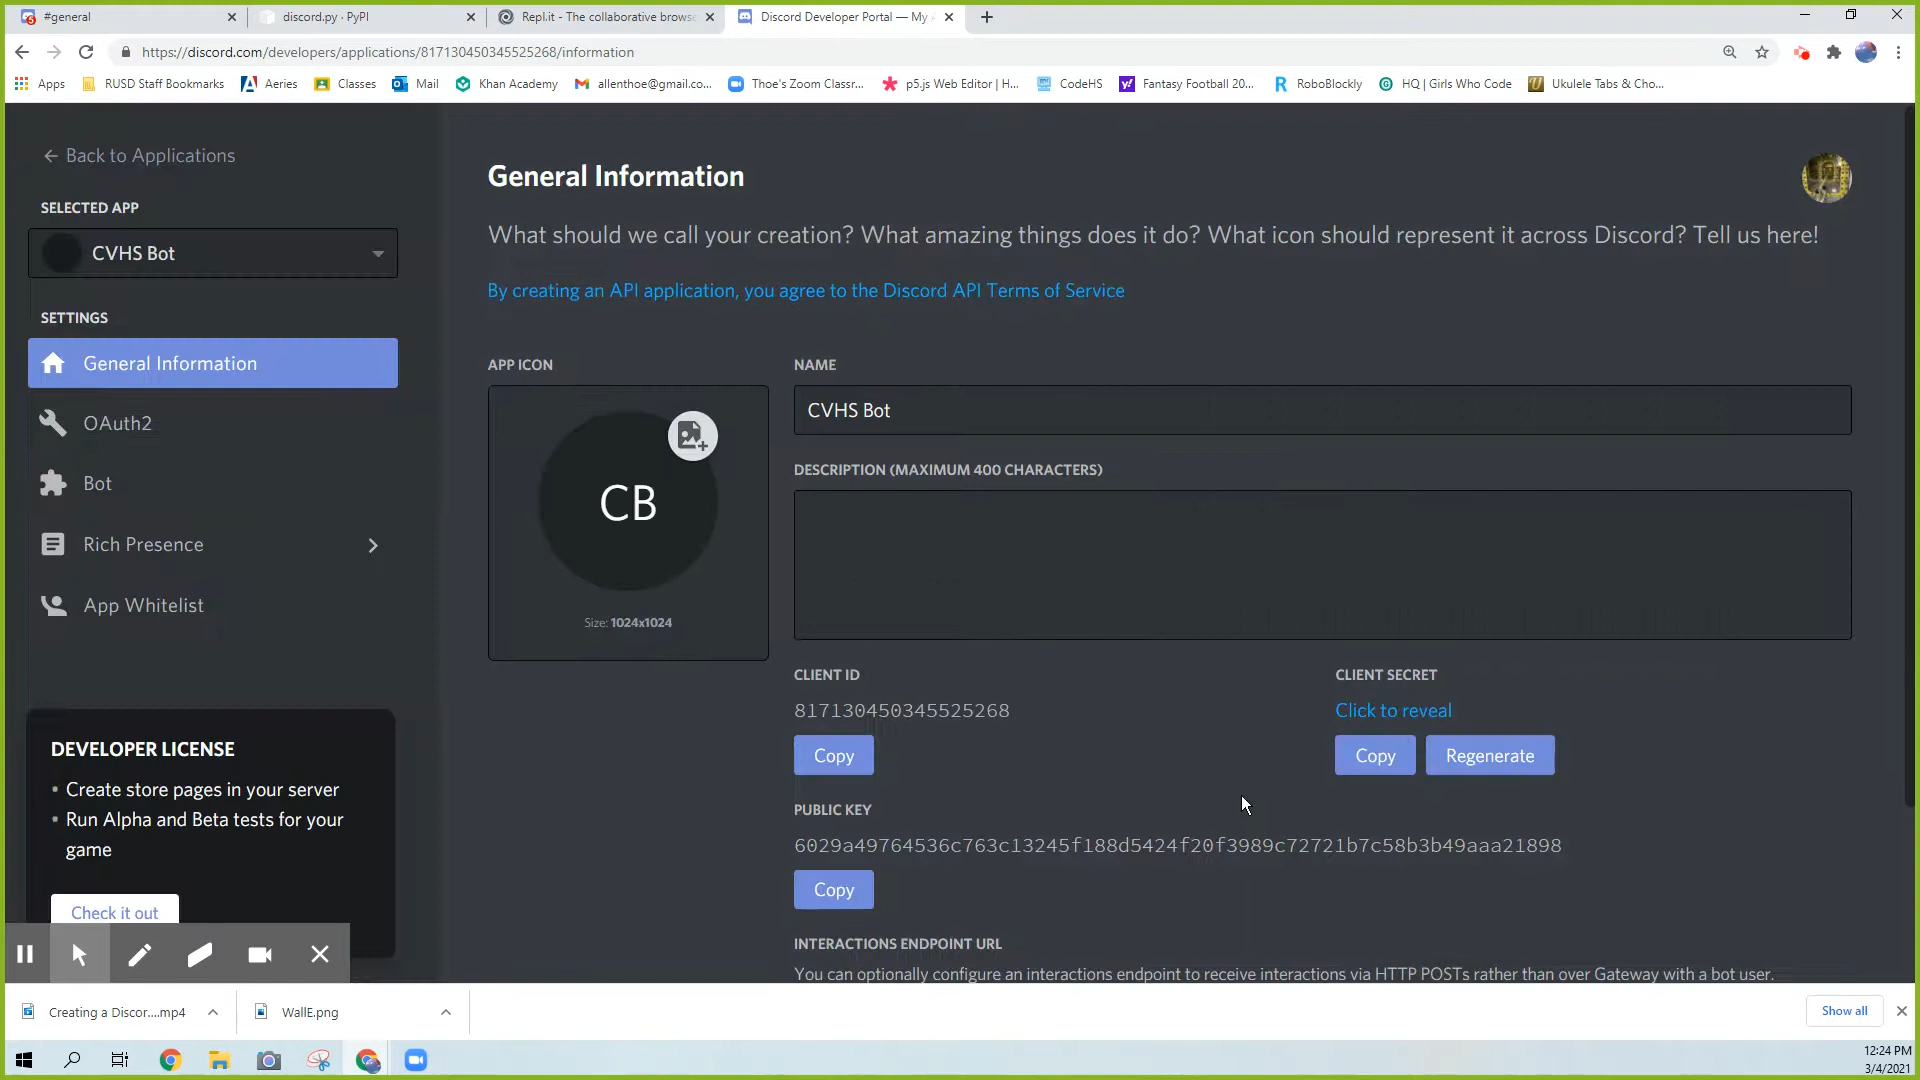 #general
discord.py · PyPI
Repl.it - The collaborative browse
Discord Developer Portal — My
https://discord.com/developers/applications/817130450345525268/information
Apps
RUSD Staff Bookmarks
Aeries
Classes
Mail
Khan Academy
allenthoe@gmail.co...
Thoe's Zoom Classr...
p5.js Web Editor | H...
CodeHS
Fantasy Football 20...
RoboBlockly
HQ | Girls Who Code
Ukulele Tabs & Cho...
Back to Applications
SELECTED APP
CVHS Bot
SETTINGS
General Information
OAuth2
Bot
Rich Presence
App Whitelist
DEVELOPER LICENSE
• Create store pages in your server
• Run Alpha and Beta tests for your
game
Check it out
General Information
What should we call your creation? What amazing things does it do? What icon should represent it across Discord? Tell us here!
By creating an API application, you agree to the Discord API Terms of Service
APP ICON
CB
Size: 1024x1024
NAME
CVHS Bot
DESCRIPTION (MAXIMUM 400 CHARACTERS)
CLIENT ID
817130450345525268
Copy
CLIENT SECRET
Click to reveal
Copy
Regenerate
PUBLIC KEY
6029a49764536c763c13245f188d5424f20f3989c72721b7c58b3b49aaa21898
Copy
INTERACTIONS ENDPOINT URL
You can optionally configure an interactions endpoint to receive interactions via HTTP POSTs rather than over Gateway with a bot user.
Creating a Discor....mp4
WallE.png
Show all
12:24 PM
3/4/2021